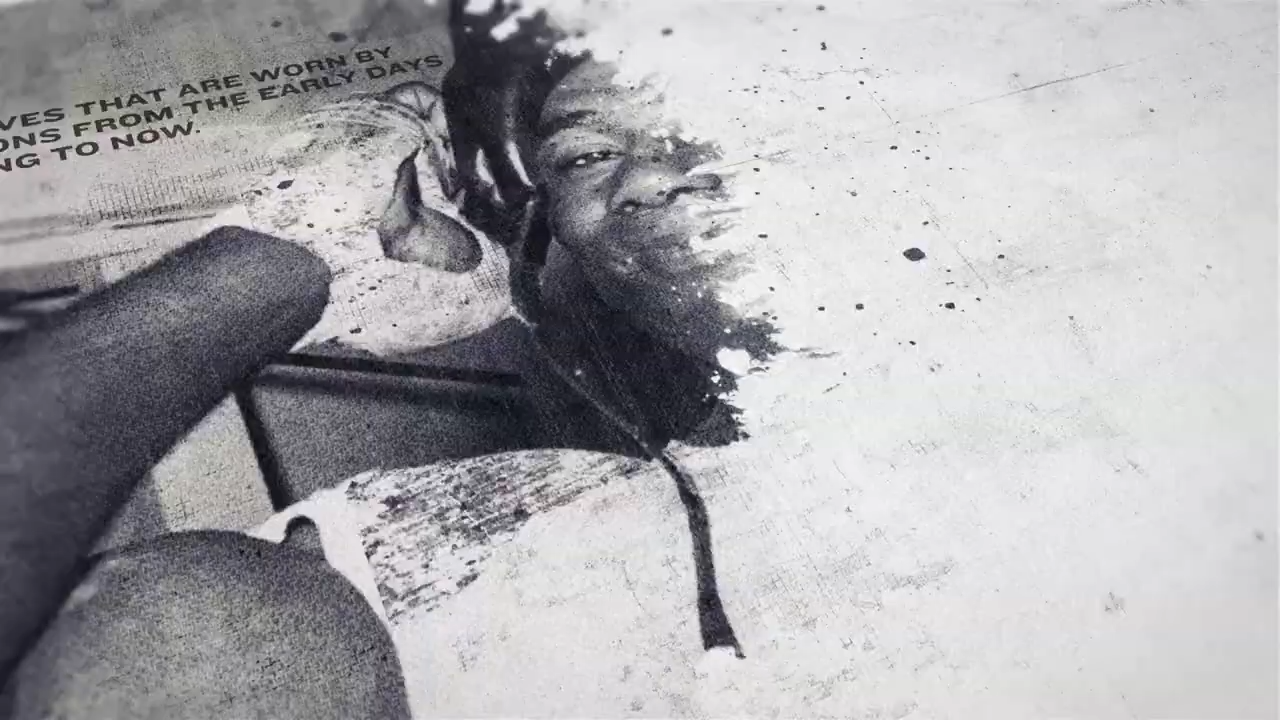 VES THAT ARE WORN BY
ONS FROM THE EARLY DAYS
NG TO NOW.